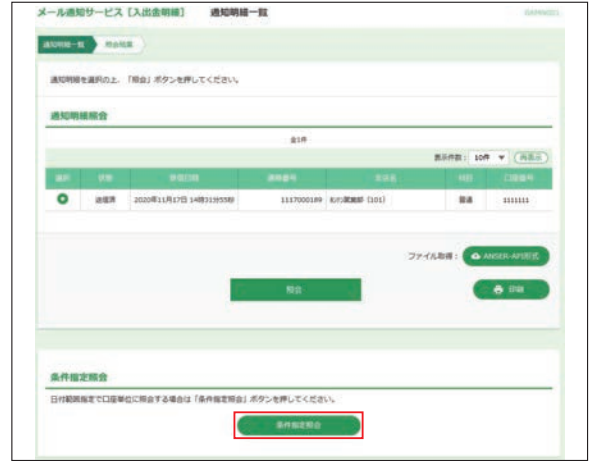 メール通知サービス［入出金明細］ 通知明細一覧
通知明細一覧 照会結果
通知明細を選択の上、「照会」ボタンを押してください。
通知明細照会
全1件
表示件数： 10件 再表示
選択 状態 受信日時 通番番号 支店名 科目 口座番号
送信済 2020年11月17日 14時31分55秒 1117000189 (101) 普通 1111111
ファイル取得： ANSER-API形式
照会 印刷
条件指定照会
日付範囲指定で口座単位に照会する場合は「条件指定照会」ボタンを押してください。
条件指定照会